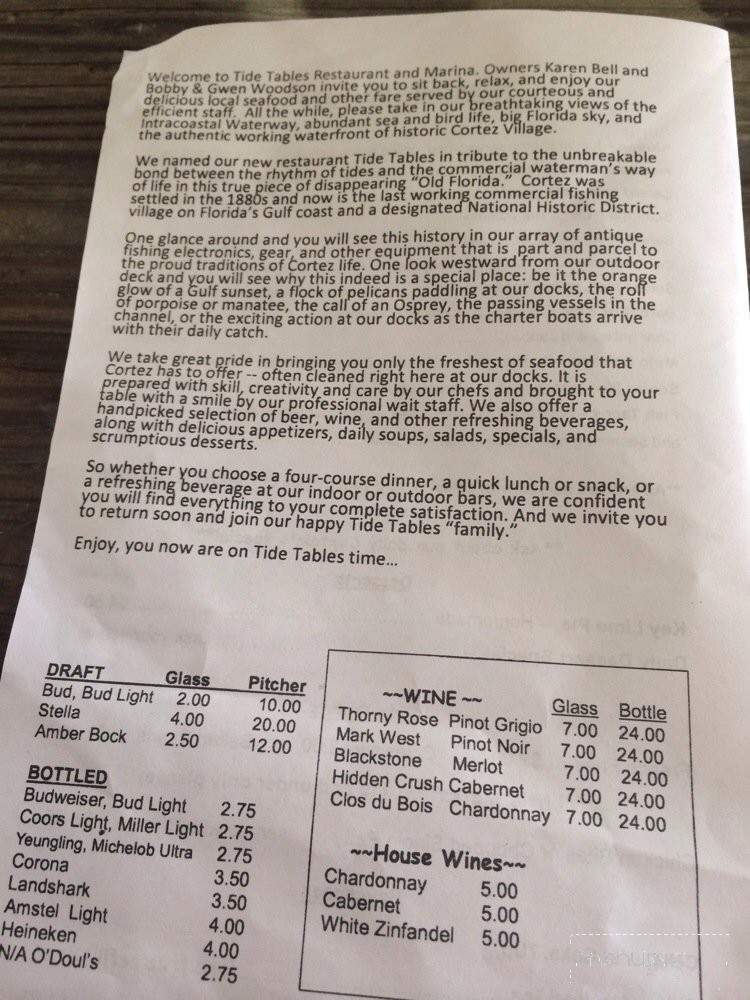 Welcome to Tide Tables Restaurant and Marina. Owners Karen Bell and
Bobby & Gwen Woodson invite you to sit back, relax, and enjoy our
delicious local seafood and other fare served by our courteous and
efficient staff. All the while, please take in our breathtaking views of the
Intracoastal Waterway, abundant sea and bird life, big Florida sky, and
the authentic working waterfront of historic Cortez Village.
We named our new restaurant Tide Tables in tribute to the unbreakable
bond between the rhythm of tides and the commercial waterman's way
of life in this true piece of disappearing "Old Florida." Cortez was
settled in the 1880s and now is the last working commercial fishing
village on Florida's Gulf coast and a designated National Historic District.
One glance around and you will see this history in our array of antique
fishing electronics, gear, and other equipment that is part and parcel to
the proud traditions of Cortez life. One look westward from our outdoor
deck and you will see why this indeed is a special place: be it the orange
glow of a Gulf sunset, a flock of pelicans paddling at our docks, the roll
of porpoise or manatee, the call of an Osprey, the passing vessels in the
channel, or the exciting action at our docks as the charter boats arrive
with their daily catch.
We take great pride in bringing you only the freshest of seafood that
Cortez has to offer -- often cleaned right here at our docks. It is
prepared with skill, creativity and care by our chefs and brought to your
table with a smile by our professional wait staff. We also offer a
handpicked selection of beer, wine, and other refreshing beverages,
along with delicious appetizers, daily soups, salads, specials, and
scrumptious desserts.
So whether you choose a four-course dinner, a quick lunch or snack, or
a refreshing beverage at our indoor or outdoor bars, we are confident
you will find everything to your complete satisfaction. And we invite you
to return soon and join our happy Tide Tables "family."
Enjoy, you now are on Tide Tables time...
DRAFT Glass Pitcher
Bud, Bud Light 2.00 10.00
Stella 4.00 20.00
Amber Bock 2.50 12.00
BOTTLED
Budweiser, Bud Light 2.75
Coors Light, Miller Light 2.75
Yeungling, Michelob Ultra 2.75
Corona 3.50
Landshark 3.50
Amstel Light 4.00
Heineken 4.00
N/A O'Doul's 2.75
~~WINE~~ Glass Bottle
Thorny Rose Pinot Grigio 7.00 24.00
Mark West Pinot Noir 7.00 24.00
Blackstone Merlot 7.00 24.00
Hidden Crush Cabernet 7.00 24.00
Clos du Bois Chardonnay 7.00 24.00
~~House Wines~~
Chardonnay 5.00
Cabernet 5.00
White Zinfandel 5.00